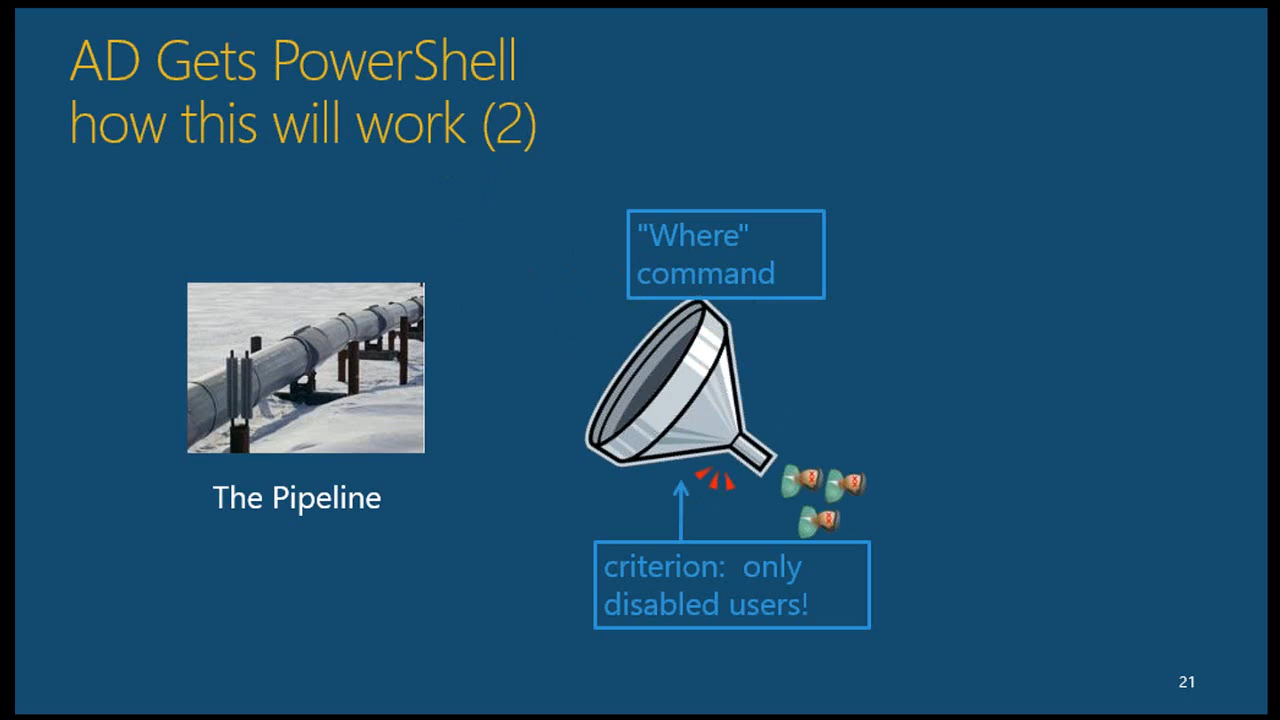 AD Gets PowerShell
how this will work (2)
"Where"
command
The Pipeline
criterion:  only
disabled users!
21